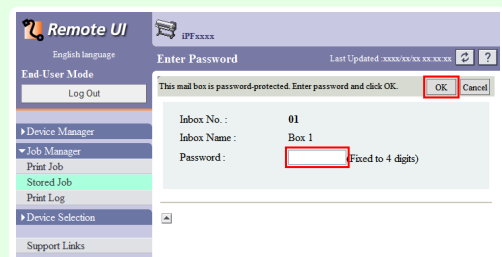 Remote UI
iPFxxxx
English language
Enter Password
Last Updated :xxxx/xx/xx xx:xx:xx
?
End-User Mode
This mail box is password-protected. Enter password and click OK.
OK
Cancel
Log Out
Inbox No. :
01
Inbox Name :
Box 1
Password :
(Fixed to 4 digits)
Device Manager
Job Manager
Print Job
Stored Job
Print Log
Device Selection
Support Links